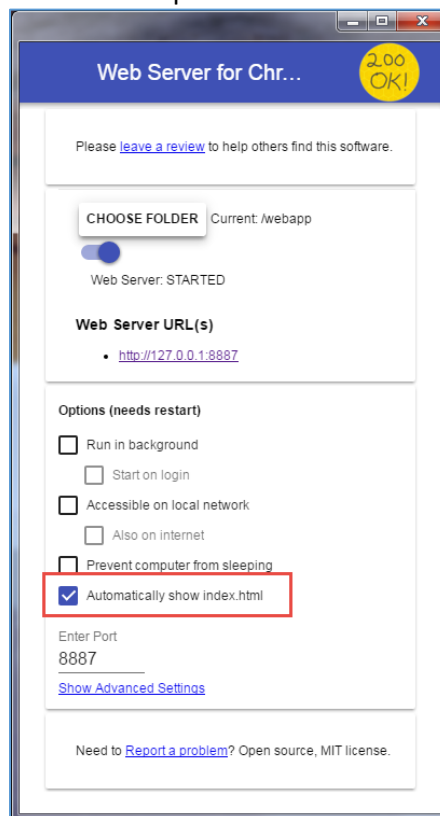 Web Server for Chr...
200
OK!
Please leave a review to help others find this software.
CHOOSE FOLDER Current: /webapp
Web Server: STARTED
Web Server URL(s)
• http://127.0.0.1:8887
Options (needs restart)
Run in background
Start on login
Accessible on local network
Also on internet
Prevent computer from sleeping
Automatically show index.html
Enter Port
8887
Show Advanced Settings
Need to Report a problem? Open source, MIT license.